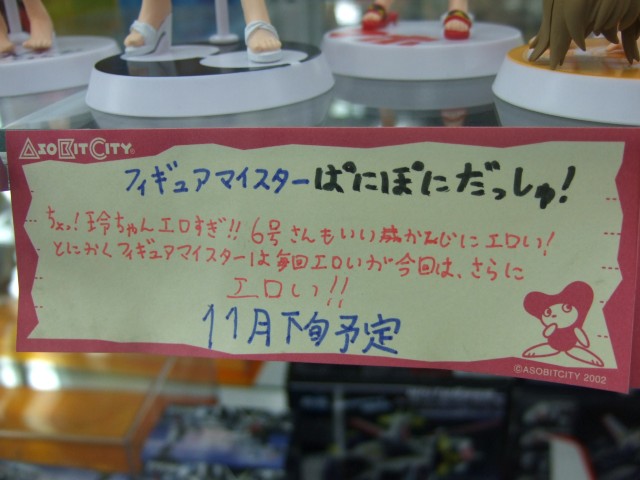 ASOBITCITY
フィギュアマイスターぱにぽにだっしゅ!
ちょっ!玲ちゃんエロすぎ!!6号さんもいい感かんじにエロい!
とにかくフィギュアマイスターは毎回エロいが今回は、さらに
エロい!!
11月下旬予定
©ASOBITCITY 2002